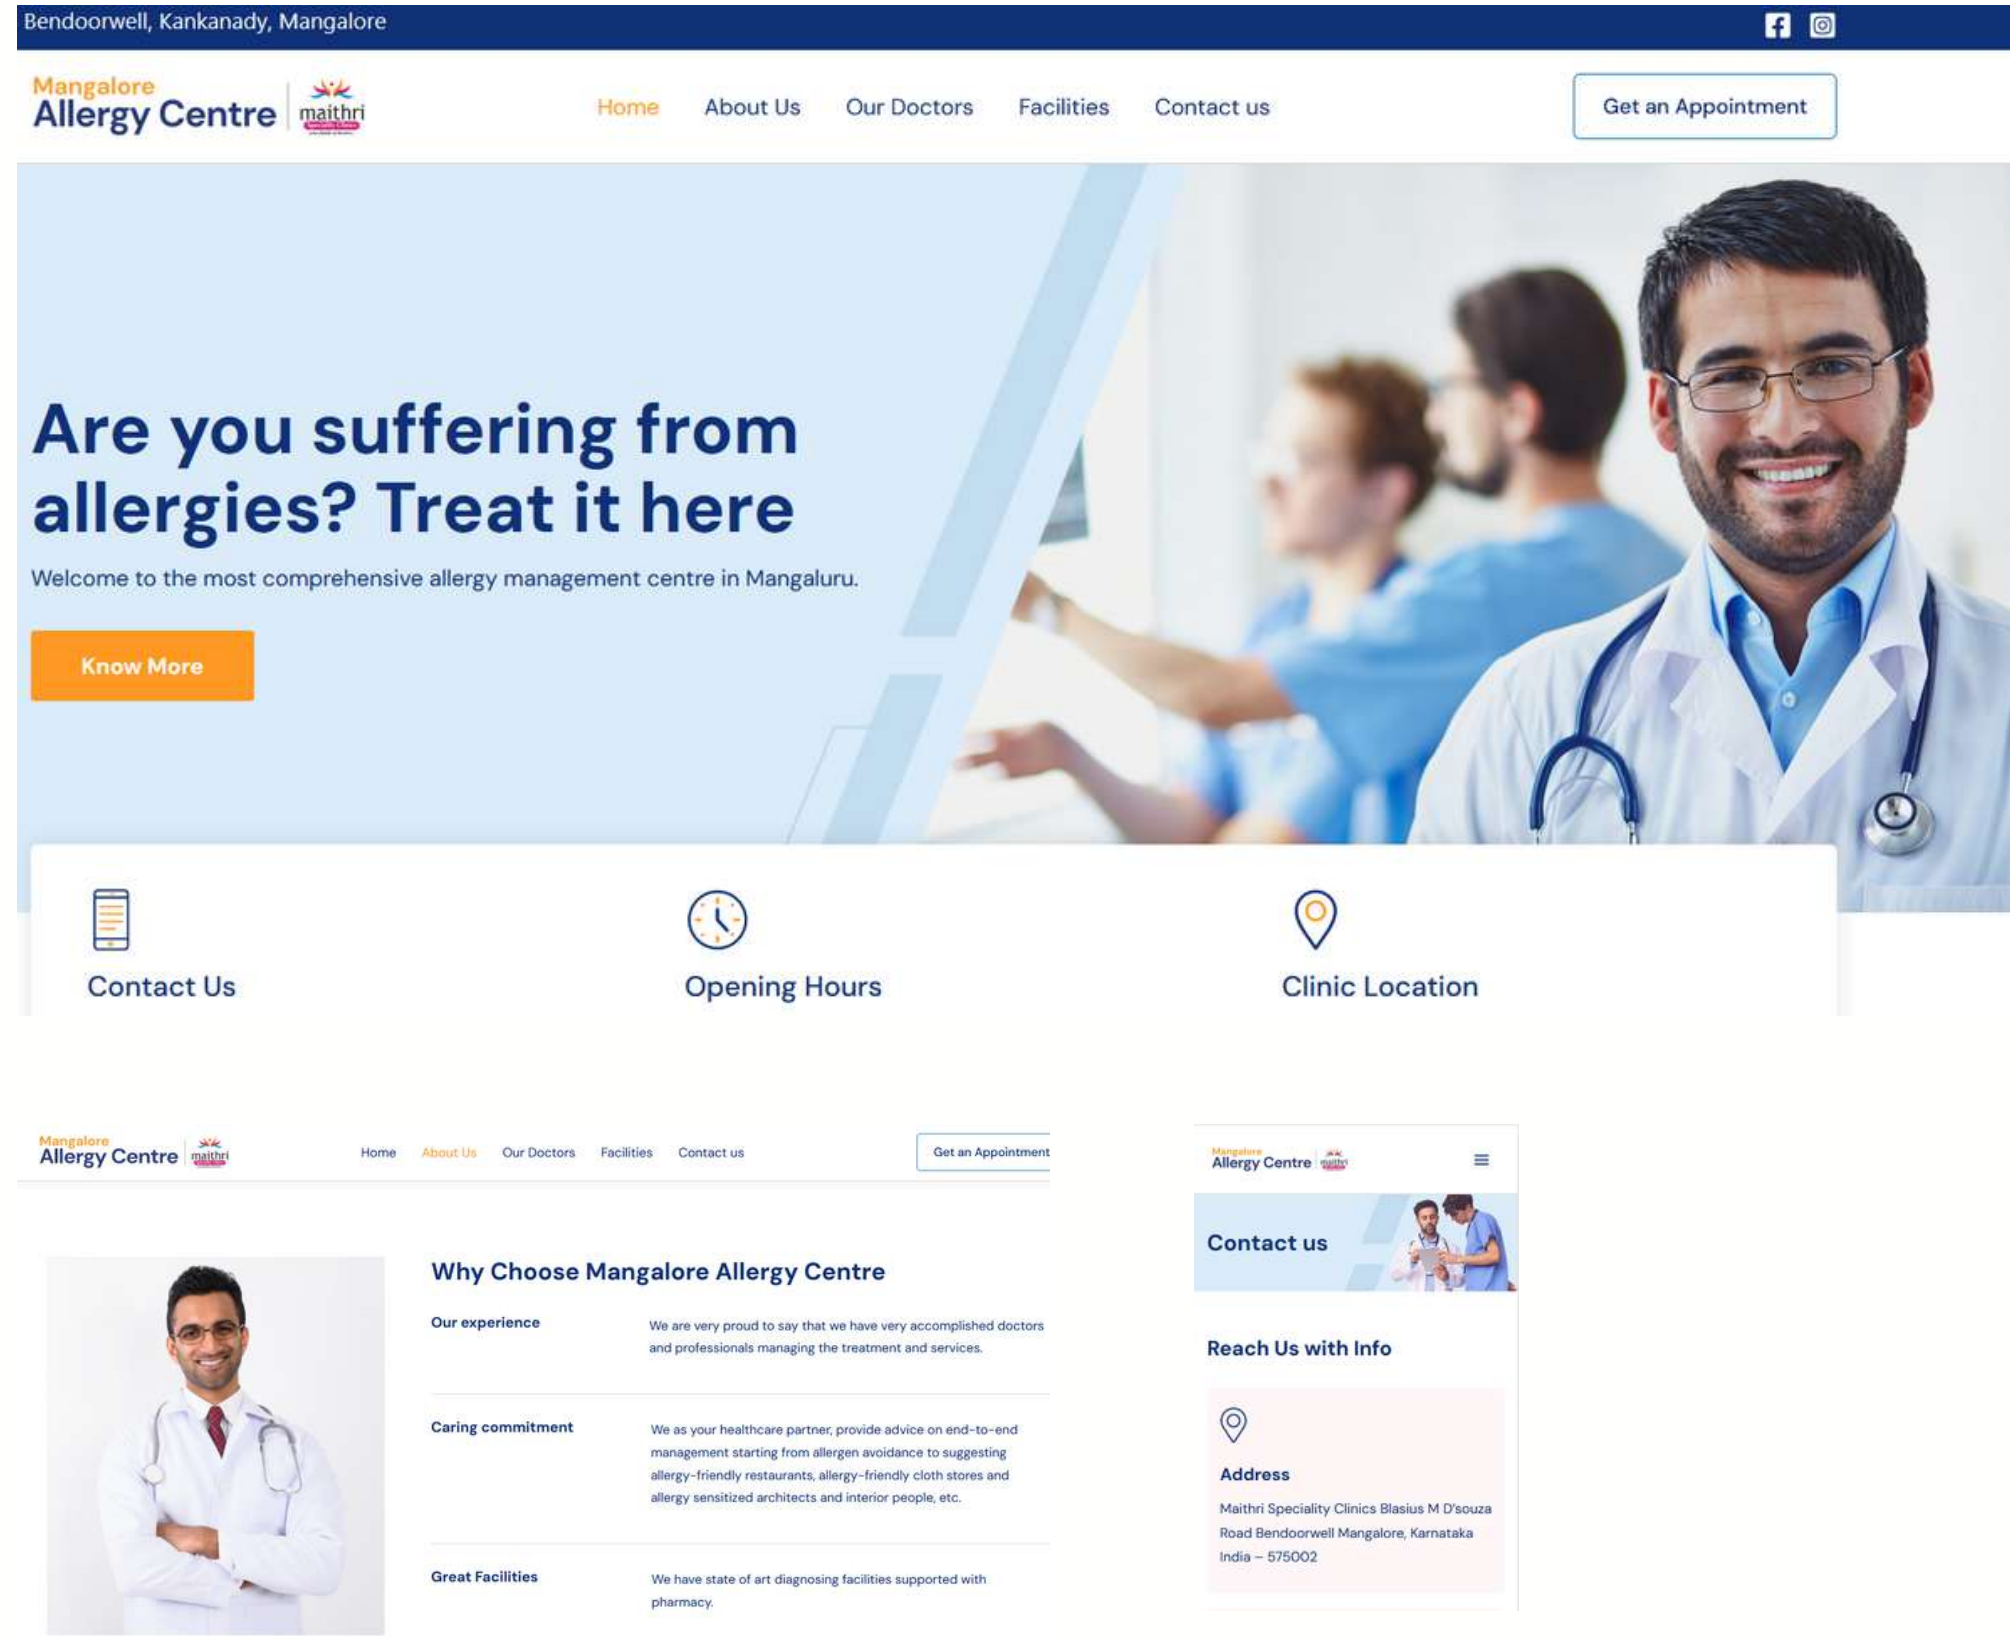 Bendoorwell, Kankanady, Mangalore
Mangalore
Allergy Centre
maithri
Home
About Us
Our Doctors
Facilities
Contact us
Get an Appointment
Are you suffering from
allergies? Treat it here
Welcome to the most comprehensive allergy management centre in Mangaluru.
Know More
Contact Us
Opening Hours
Clinic Location
Mangalore
Allergy Centre
maithri
Home
About Us
Our Doctors
Facilities
Contact us
Get an Appointment
Why Choose Mangalore Allergy Centre
Our experience
We are very proud to say that we have very accomplished doctors
and professionals managing the treatment and services.
Caring commitment
We as your healthcare partner, provide advice on end-to-end
management starting from allergen avoidance to suggesting
allergy-friendly restaurants, allergy-friendly cloth stores and
allergy sensitized architects and interior people, etc.
Great Facilities
We have state of art diagnosing facilities supported with
pharmacy.
Mangalore
Allergy Centre
maithri
Contact us
Reach Us with Info
Address
Maithri Speciality Clinics Blasius M D'souza
Road Bendoorwell Mangalore, Karnataka
India – 575002